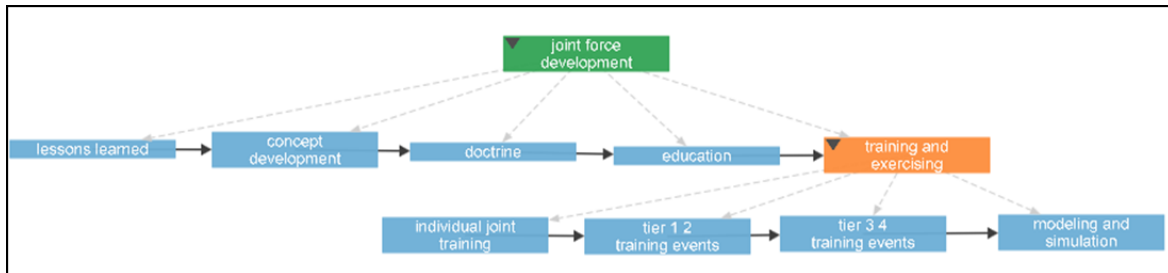 joint force
development
lessons learned
concept
development
doctrine
education
training and
exercising
individual joint
training
tier 1 2
training events
tier 3 4
training events
modeling and
simulation